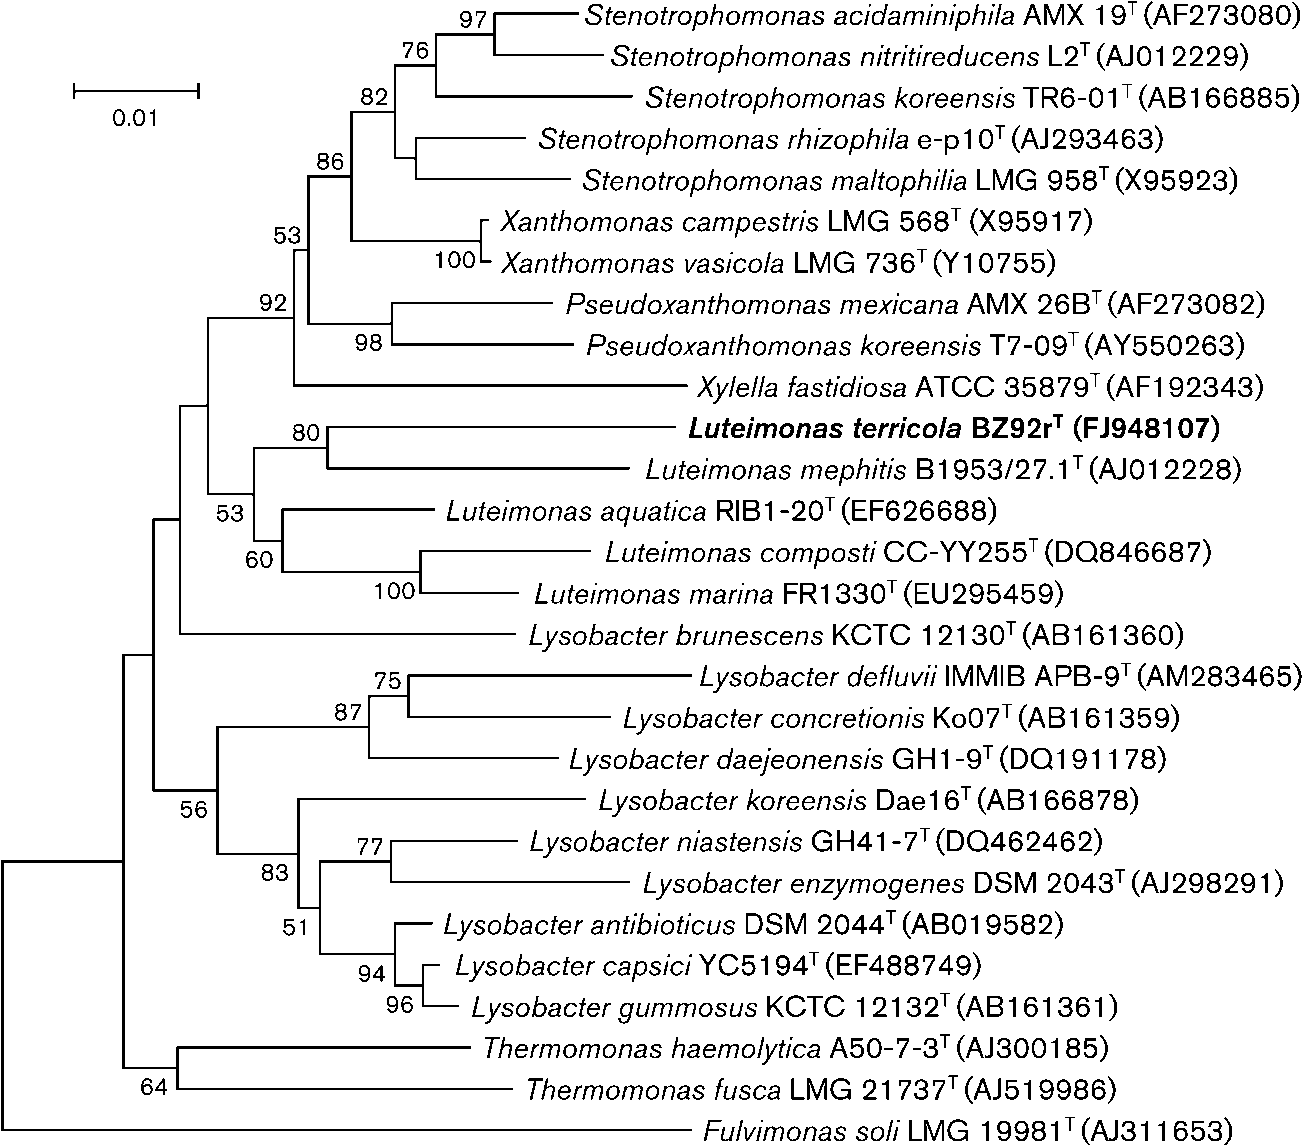 97 Stenotrophomonas acidaminiphila AMX 19ᵀ (AF273080)
76 Stenotrophomonas nitritireducens L2ᵀ (AJ012229)
82 Stenotrophomonas koreensis TR6-01ᵀ (AB166885)
0.01
Stenotrophomonas rhizophila e-p10ᵀ (AJ293463)
86
Stenotrophomonas maltophilia LMG 958ᵀ (X95923)
Xanthomonas campestris LMG 568ᵀ (X95917)
53
100 Xanthomonas vasicola LMG 736ᵀ (Y10755)
92 Pseudoxanthomonas mexicana AMX 26Bᵀ (AF273082)
98 Pseudoxanthomonas koreensis T7-09ᵀ (AY550263)
Xylella fastidiosa ATCC 35879ᵀ (AF192343)
80 Luteimonas terricola BZ92rᵀ (FJ948107)
Luteimonas mephitis B1953/27.1ᵀ (AJ012228)
53 Luteimonas aquatica RIB1-20ᵀ (EF626688)
60 Luteimonas composti CC-YY255ᵀ (DQ846687)
100 Luteimonas marina FR1330ᵀ (EU295459)
Lysobacter brunescens KCTC 12130ᵀ (AB161360)
75 Lysobacter defluvii IMMIB APB-9ᵀ (AM283465)
87 Lysobacter concretionis Ko07ᵀ (AB161359)
Lysobacter daejeonensis GH1-9ᵀ (DQ191178)
56 Lysobacter koreensis Dae16ᵀ (AB166878)
77 Lysobacter niastensis GH41-7ᵀ (DQ462462)
83 Lysobacter enzymogenes DSM 2043ᵀ (AJ298291)
51 Lysobacter antibioticus DSM 2044ᵀ (AB019582)
94 Lysobacter capsici YC5194ᵀ (EF488749)
96 Lysobacter gummosus KCTC 12132ᵀ (AB161361)
Thermomonas haemolytica A50-7-3ᵀ (AJ300185)
64 Thermomonas fusca LMG 21737ᵀ (AJ519986)
Fulvimonas soli LMG 19981ᵀ (AJ311653)